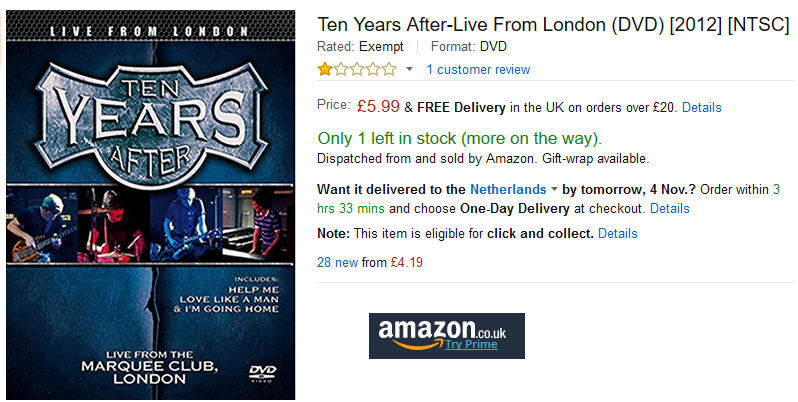 LIVE FROM LONDON
TEN
YEARS
AFTER
INCLUDES:
HELP ME
LOVE LIKE A MAN
& I'M GOING HOME
LIVE FROM THE
MARQUEE CLUB,
LONDON
DVD
VIDEO
Ten Years After-Live From London (DVD) [2012] [NTSC]
Rated: Exempt Format: DVD
1 customer review
Price: £5.99 & FREE Delivery in the UK on orders over £20. Details
Only 1 left in stock (more on the way).
Dispatched from and sold by Amazon. Gift-wrap available.
Want it delivered to the Netherlands by tomorrow, 4 Nov.? Order within 3
hrs 33 mins and choose One-Day Delivery at checkout. Details
Note: This item is eligible for click and collect. Details
28 new from £4.19
amazon.co.uk
Try Prime